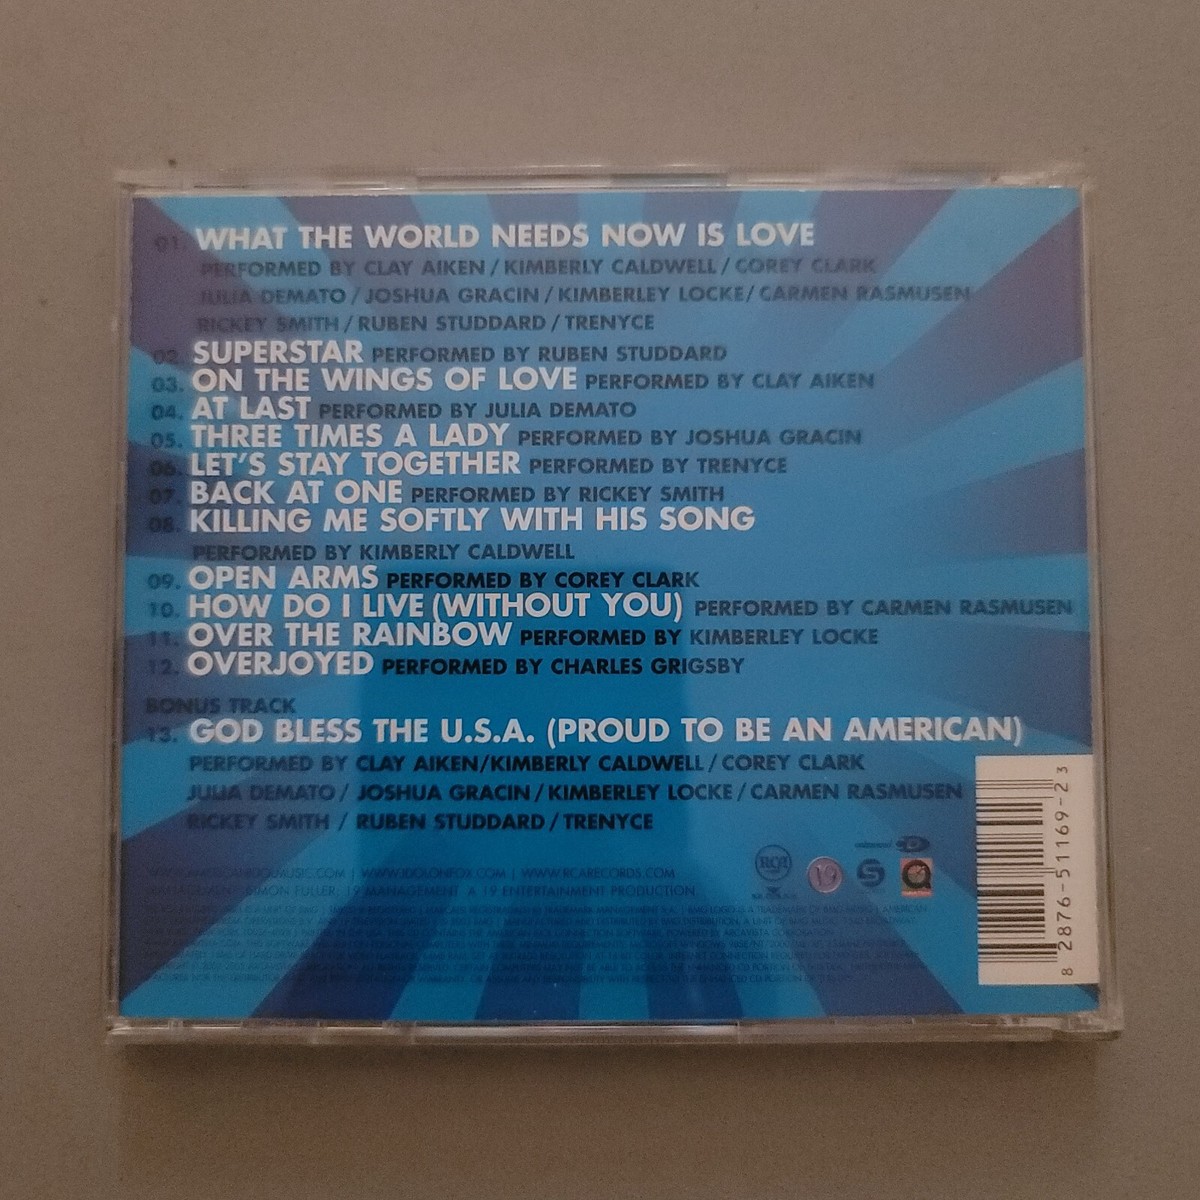 01. WHAT THE WORLD NEEDS NOW IS LOVE
PERFORMED BY CLAY AIKEN / KIMBERLY CALDWELL / COREY CLARK
JULIA DEMATO / JOSHUA GRACIN / KIMBERLEY LOCKE / CARMEN RASMUSEN
RICKEY SMITH / RUBEN STUDDARD / TRENYCE
02. SUPERSTAR PERFORMED BY RUBEN STUDDARD
03. ON THE WINGS OF LOVE PERFORMED BY CLAY AIKEN
04. AT LAST PERFORMED BY JULIA DEMATO
05. THREE TIMES A LADY PERFORMED BY JOSHUA GRACIN
06. LET'S STAY TOGETHER PERFORMED BY TRENYCE
07. BACK AT ONE PERFORMED BY RICKEY SMITH
08. KILLING ME SOFTLY WITH HIS SONG
PERFORMED BY KIMBERLY CALDWELL
09. OPEN ARMS PERFORMED BY COREY CLARK
10. HOW DO I LIVE (WITHOUT YOU) PERFORMED BY CARMEN RASMUSEN
11. OVER THE RAINBOW PERFORMED BY KIMBERLEY LOCKE
12. OVERJOYED PERFORMED BY CHARLES GRIGSBY
BONUS TRACK
13. GOD BLESS THE U.S.A. (PROUD TO BE AN AMERICAN)
PERFORMED BY CLAY AIKEN/KIMBERLY CALDWELL / COREY CLARK
JULIA DEMATO / JOSHUA GRACIN / KIMBERLEY LOCKE / CARMEN RASMUSEN
RICKEY SMITH / RUBEN STUDDARD / TRENYCE
WWW.IDOLONFOX.COM | WWW.RCARECORDS.COM
MANAGEMENT: SIMON FULLER: 19 MANAGEMENT A 19 ENTERTAINMENT PRODUCTION.
RCA
19
CD
8 2876-51169-2 3